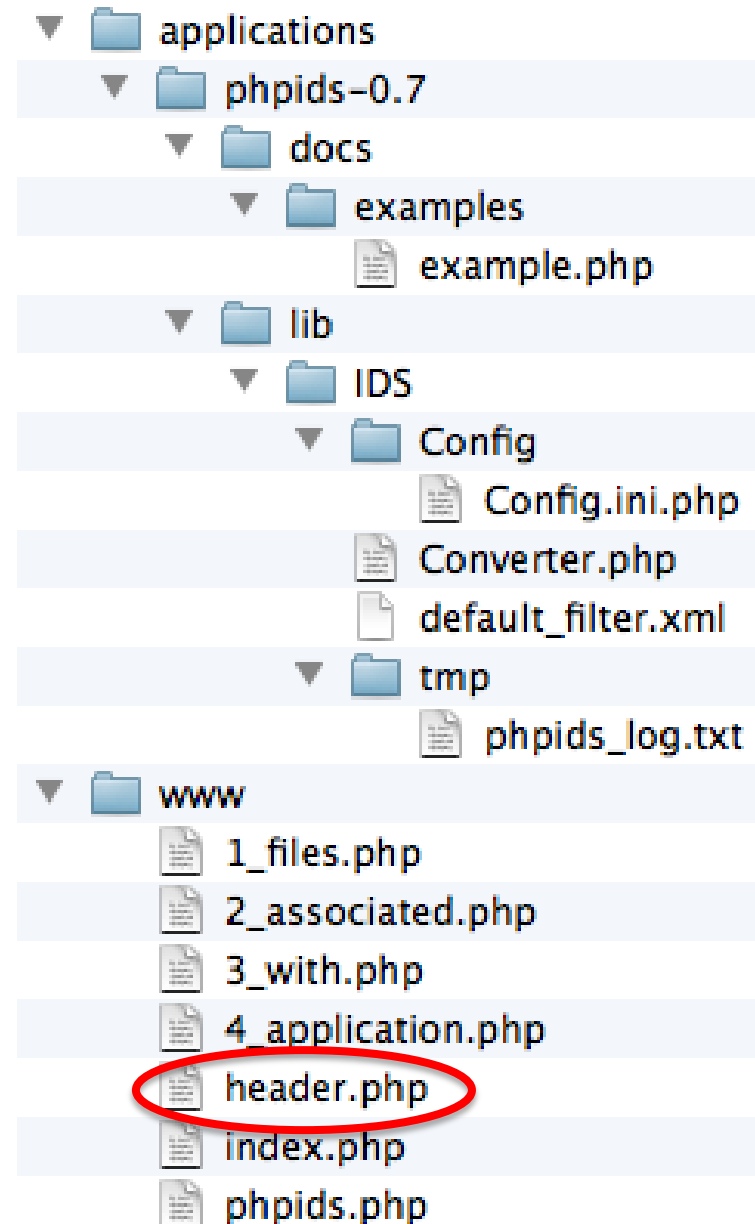 applications
phpids-0.7
docs
examples
example.php
lib
IDS
Config
Config.ini.php
Converter.php
default_filter.xml
tmp
phpids_log.txt
www
1_files.php
2_associated.php
3_with.php
4_application.php
header.php
index.php
phpids.php